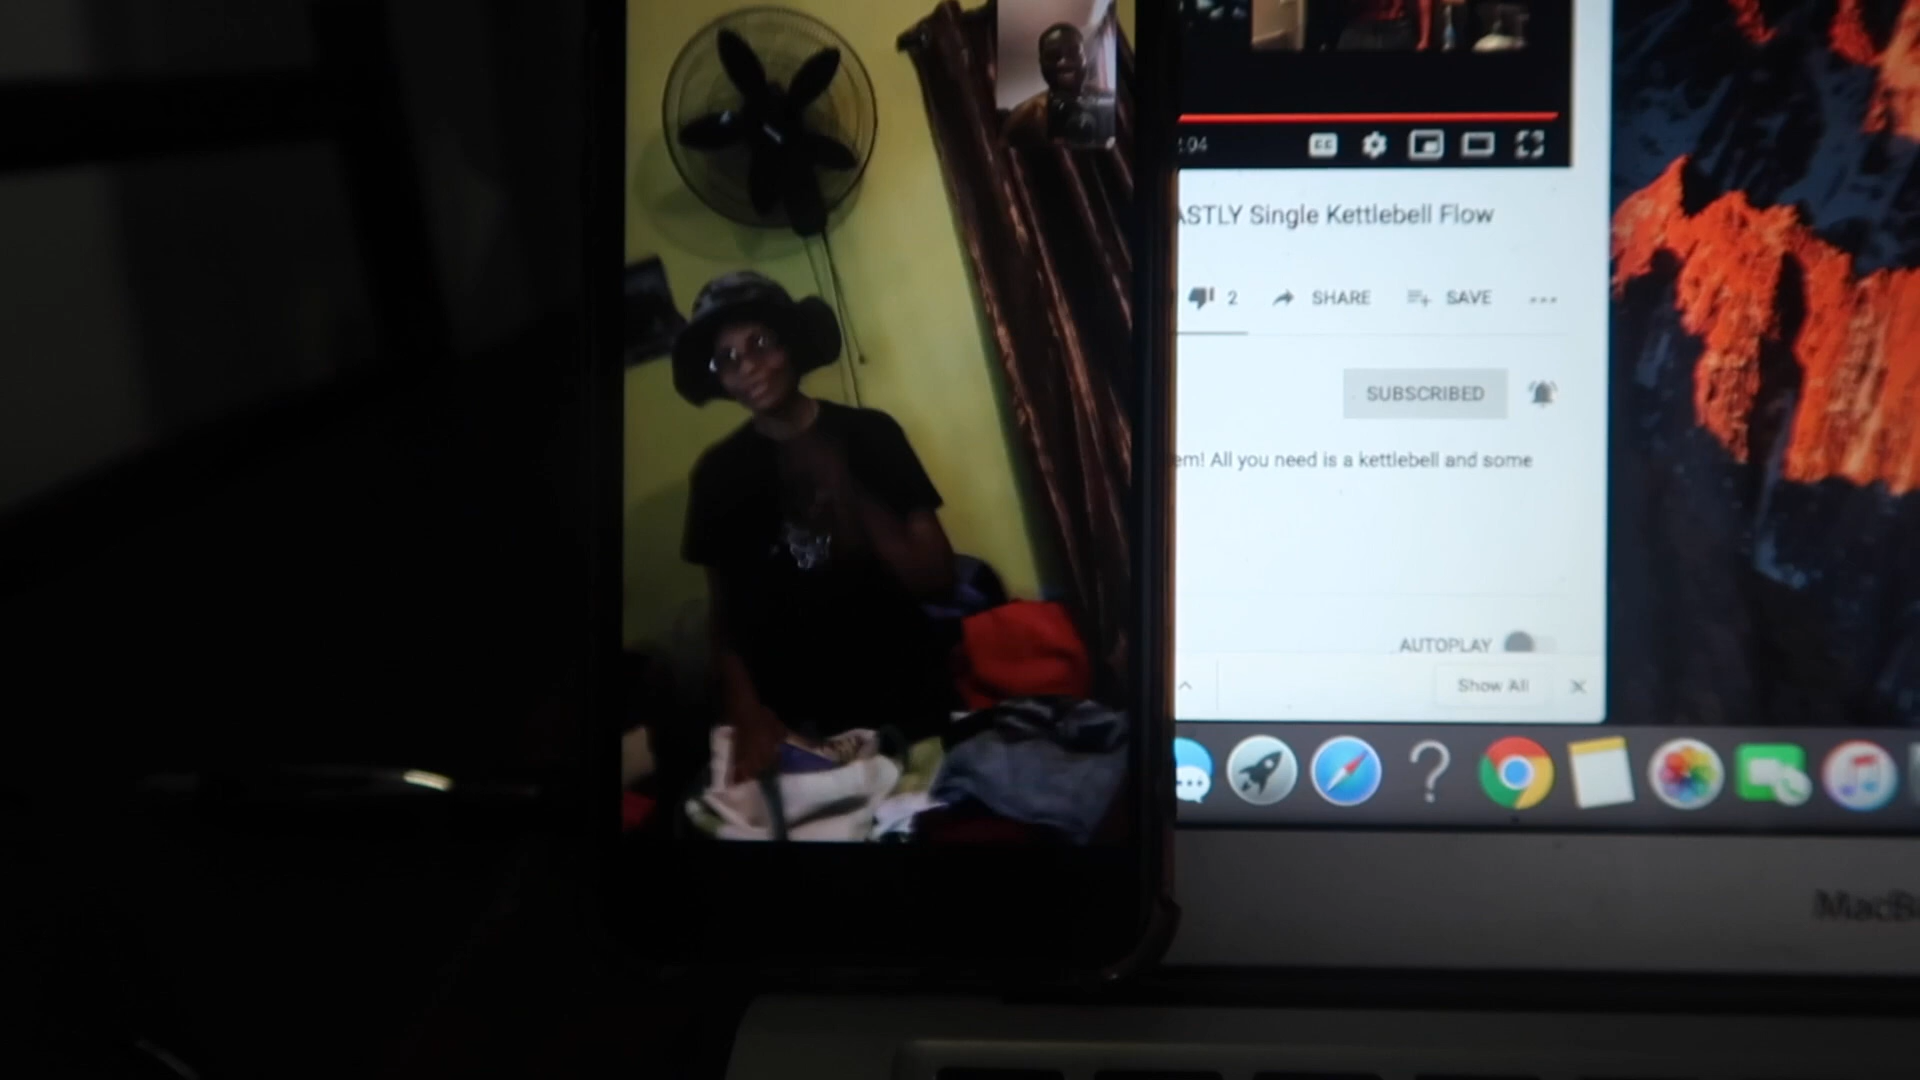 :04
ASTLY Single Kettlebell Flow
2 SHARE SAVE
SUBSCRIBED
em! All you need is a kettlebell and some
AUTOPLAY
Show All
MacB